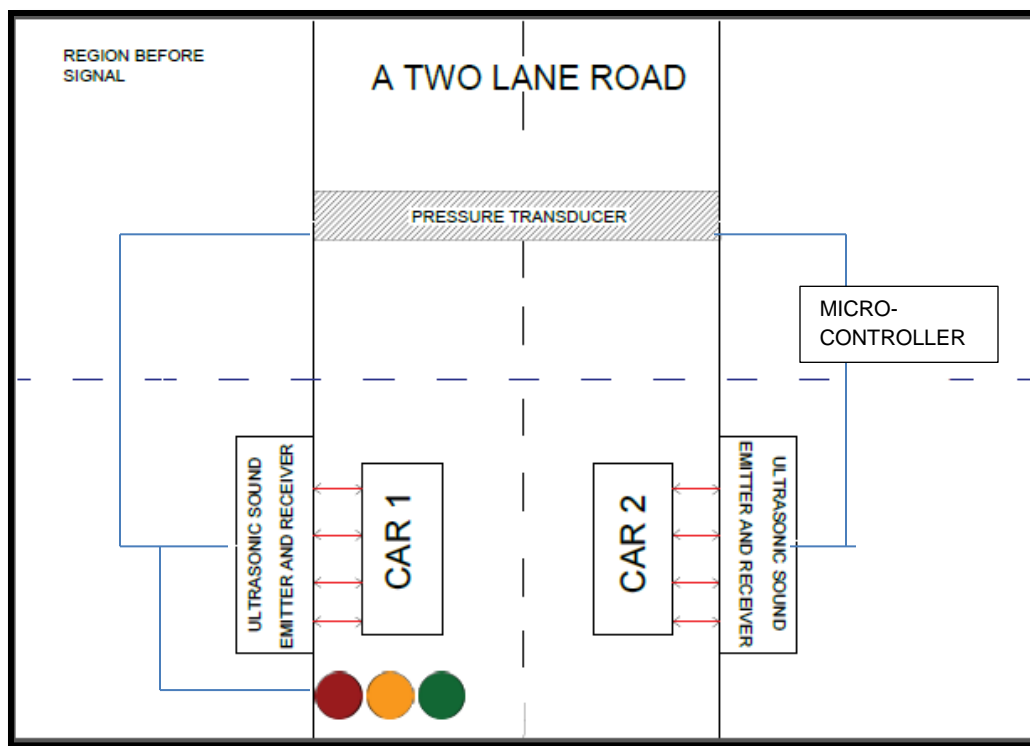 REGION BEFORE
SIGNAL
A TWO LANE ROAD
PRESSURE TRANSDUCER
MICRO-
CONTROLLER
ULTRASONIC SOUND
EMITTER AND RECEIVER
CAR 1
CAR 2
ULTRASONIC SOUND
EMITTER AND RECEIVER